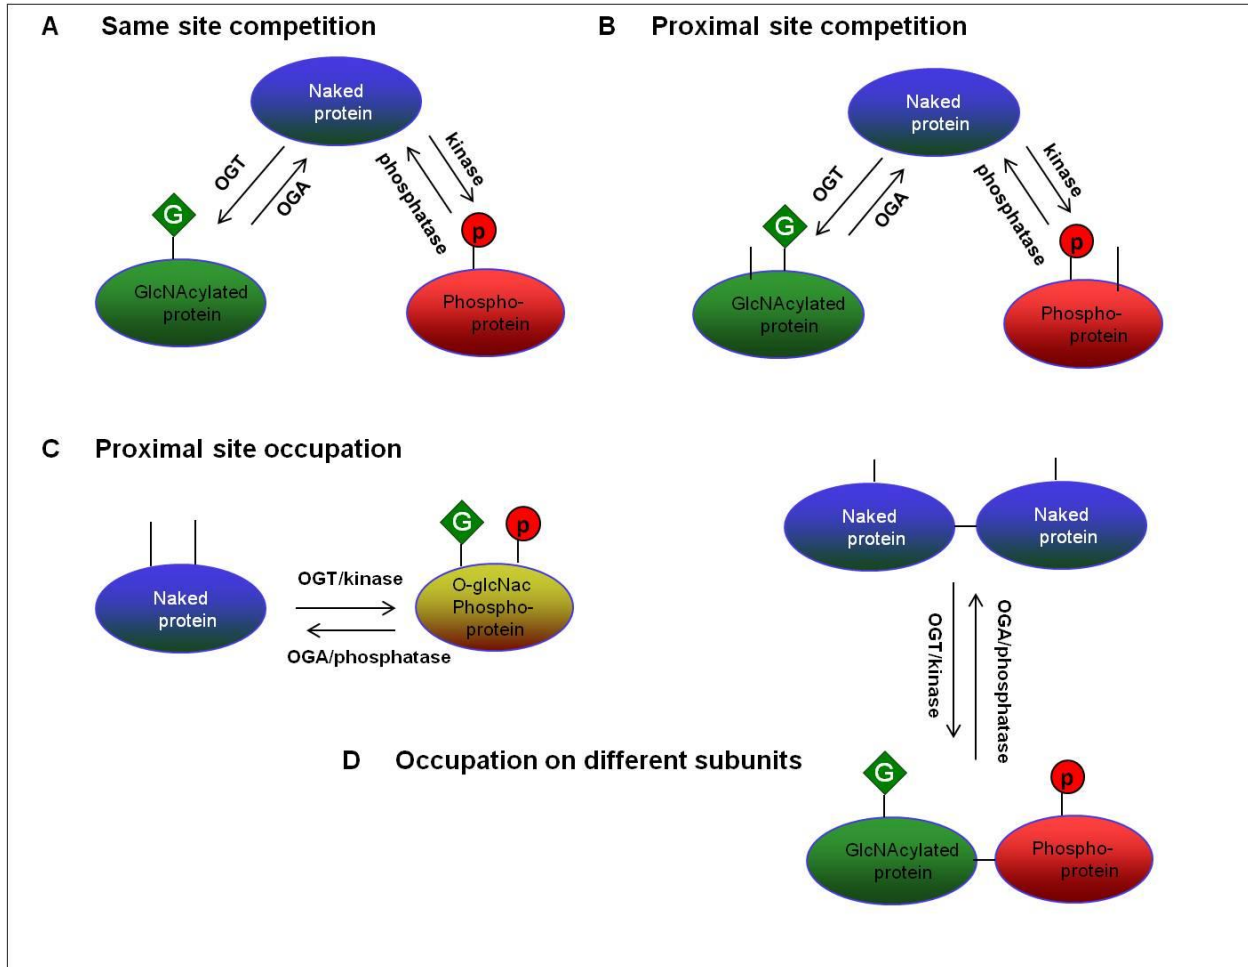 A Same site competition
Naked
protein
OGT
OGA
kinase
phosphatase
G
p
GlcNAcylated
protein
Phospho-
protein
B Proximal site competition
Naked
protein
OGT
OGA
kinase
phosphatase
G
p
GlcNAcylated
protein
Phospho-
protein
C Proximal site occupation
Naked
protein
OGT/kinase
OGA/phosphatase
G
p
O-glcNac
Phospho-
protein
Naked
protein
Naked
protein
OGT/kinase
OGA/phosphatase
D Occupation on different subunits
G
p
GlcNAcylated
protein
Phospho-
protein